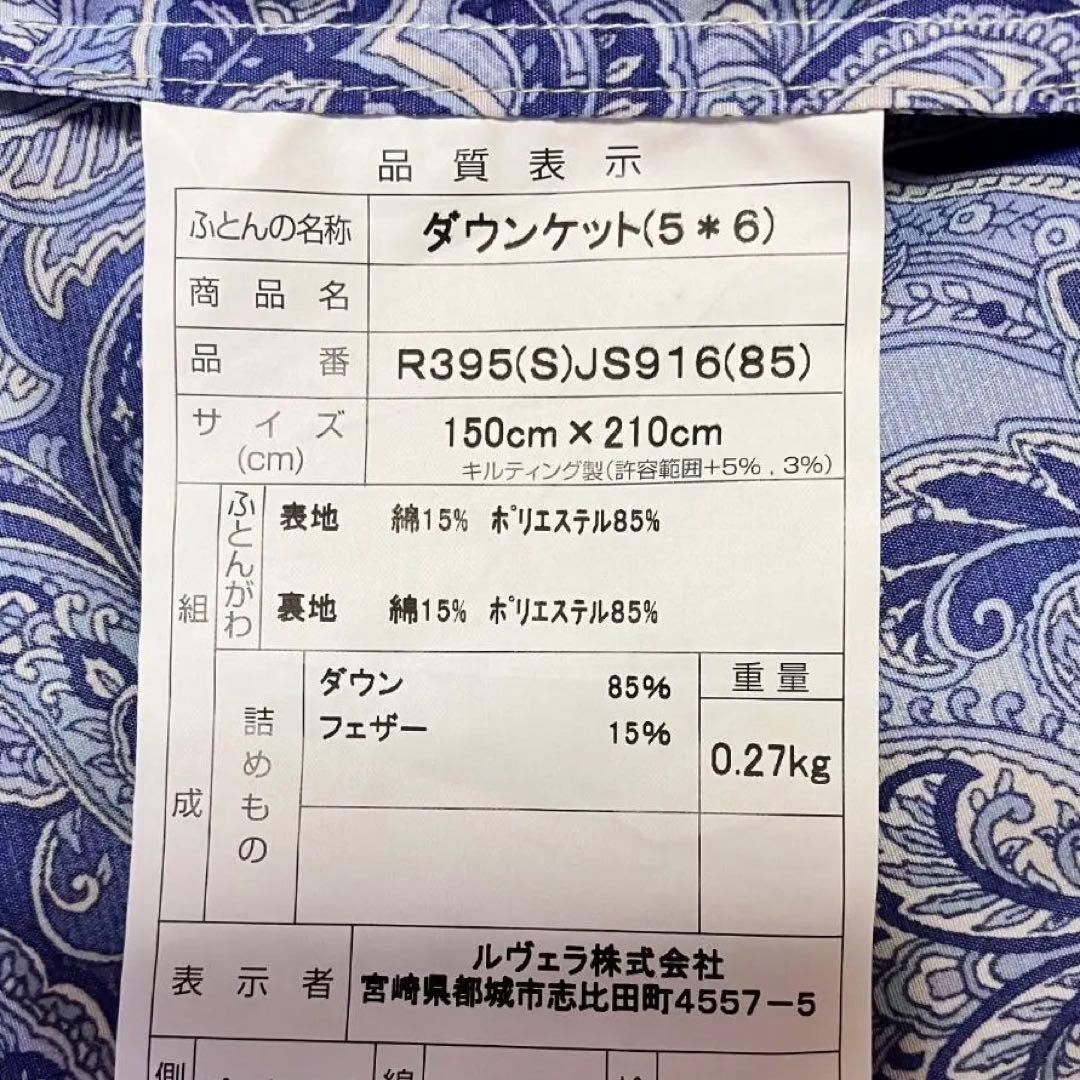 品質表示
ふとんの名称 ダウンケット(5*6)
商品名
品番 R395(S)JS916(85)
サイズ(cm) 150cm×210cm
キルティング製(許容範囲+5%.3%)
組成
ふとんがわ
表地 綿15% ポリエステル85%
裏地 綿15% ポリエステル85%
詰めもの
ダウン 85%
フェザー 15%
重量
0.27kg
表示者
ルヴェラ株式会社
宮崎県都城市志比田町4557-5
側 綿